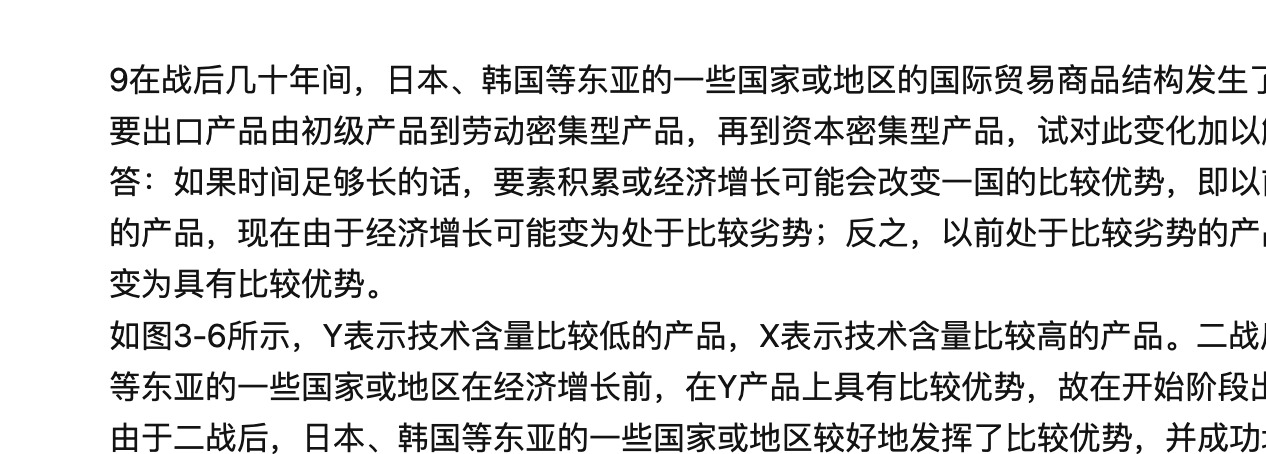 9在战后几十年间，日本、韩国等东亚的一些国家或地区的国际贸易商品结构发生
要出口产品由初级产品到劳动密集型产品，再到资本密集型产品，试对此变化加以
答：如果时间足够长的话，要素积累或经济增长可能会改变一国的比较优势，即以
的产品，现在由于经济增长可能变为处于比较劣势；反之，以前处于比较劣势的产
变为具有比较优势。
如图3-6所示，Y表示技术含量比较低的产品，X表示技术含量比较高的产品。二战
等东亚的一些国家或地区在经济增长前，在Y产品上具有比较优势，故在开始阶段
由于二战后，日本、韩国等东亚的一些国家或地区较好地发挥了比较优势，并成功